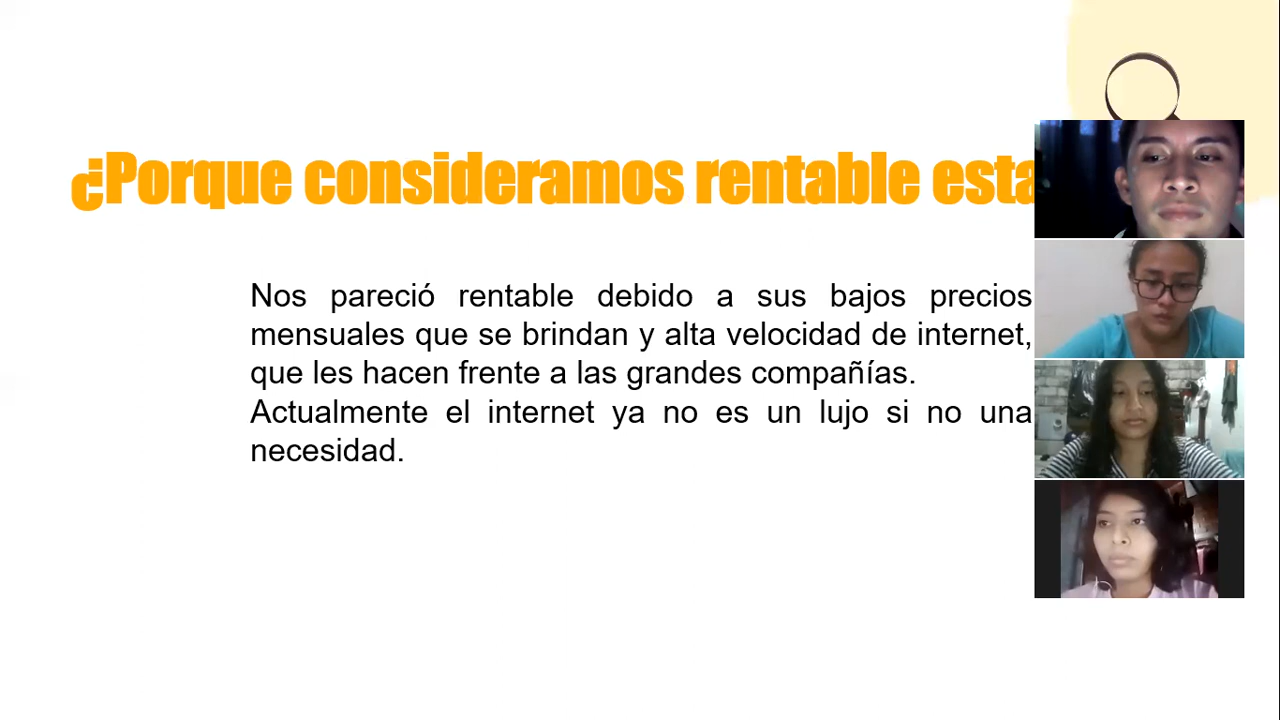 ¿Porque consideramos rentable esta
Nos pareció rentable debido a sus bajos precios
mensuales que se brindan y alta velocidad de internet,
que les hacen frente a las grandes compañías.
Actualmente el internet ya no es un lujo si no una
necesidad.